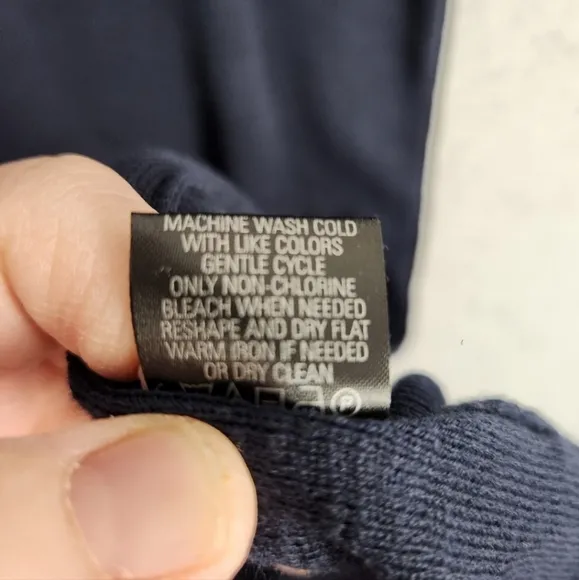 MACHINE WASH COLD
WITH LIKE COLORS
GENTLE CYCLE
ONLY NON-CHLORINE
BLEACH WHEN NEEDED
RESHAPE AND DRY FLAT
WARM IRON IF NEEDED
OR DRY CLEAN